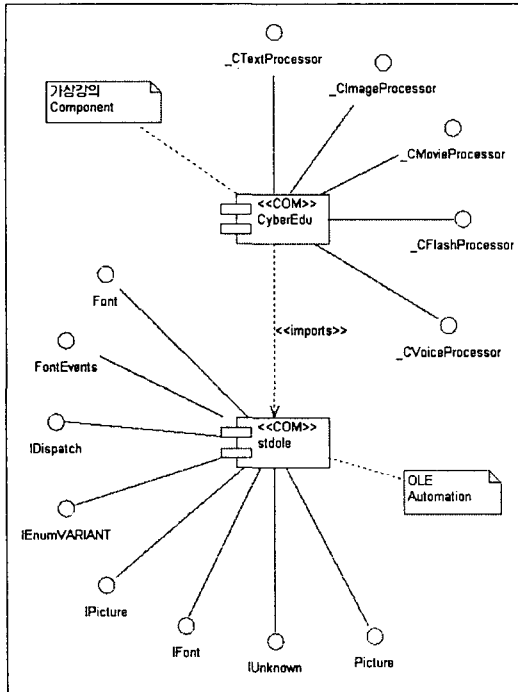 _CTextProcessor
_CImageProcessor
가상강의
Component
_CMovieProcessor
<<COM>>
CyberEdu
_CFlashProcessor
Font
<<imports>>
_CVoiceProcessor
FontEvents
<<COM>>
stdole
IDispatch
OLE
Automation
IEnumVARIANT
IPicture
IFont
IUnknown
Picture